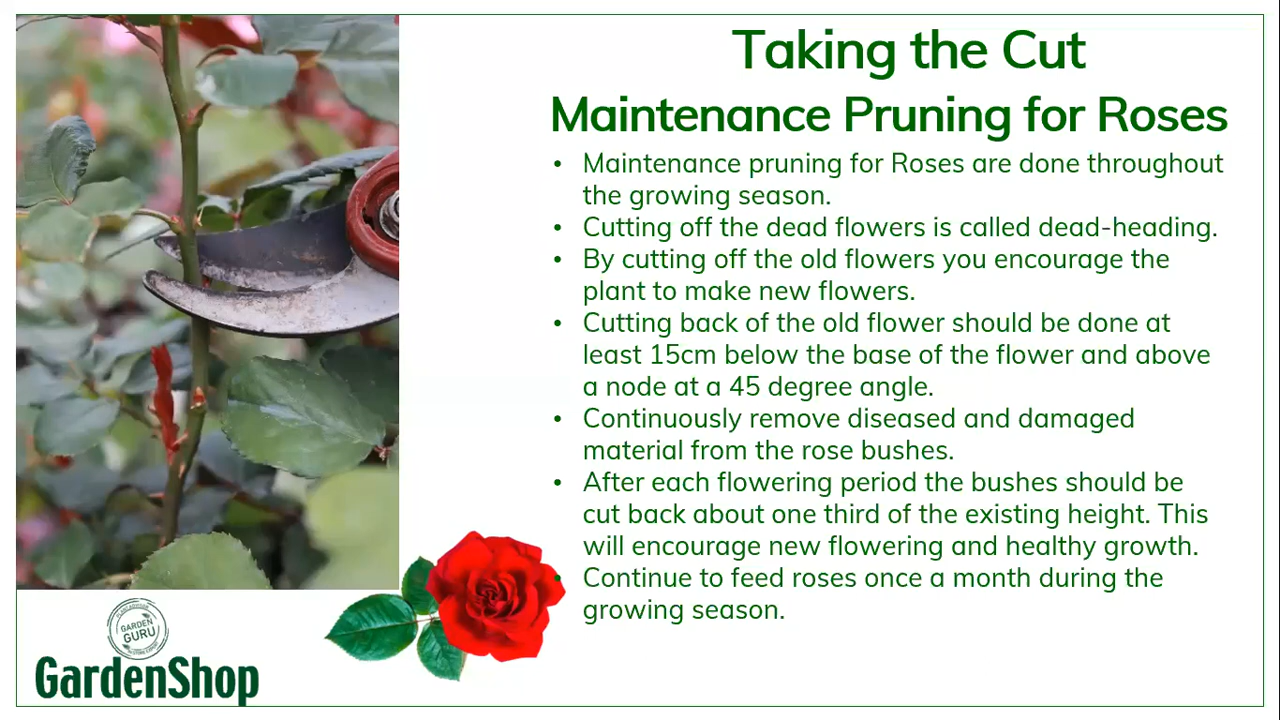 Taking the Cut
Maintenance Pruning for Roses
• Maintenance pruning for Roses are done throughout
the growing season.
• Cutting off the dead flowers is called dead-heading.
• By cutting off the old flowers you encourage the
plant to make new flowers.
• Cutting back of the old flower should be done at
least 15cm below the base of the flower and above
a node at a 45 degree angle.
• Continuously remove diseased and damaged
material from the rose bushes.
• After each flowering period the bushes should be
cut back about one third of the existing height. This
will encourage new flowering and healthy growth.
• Continue to feed roses once a month during the
growing season.
GARDEN
GURU
GardenShop